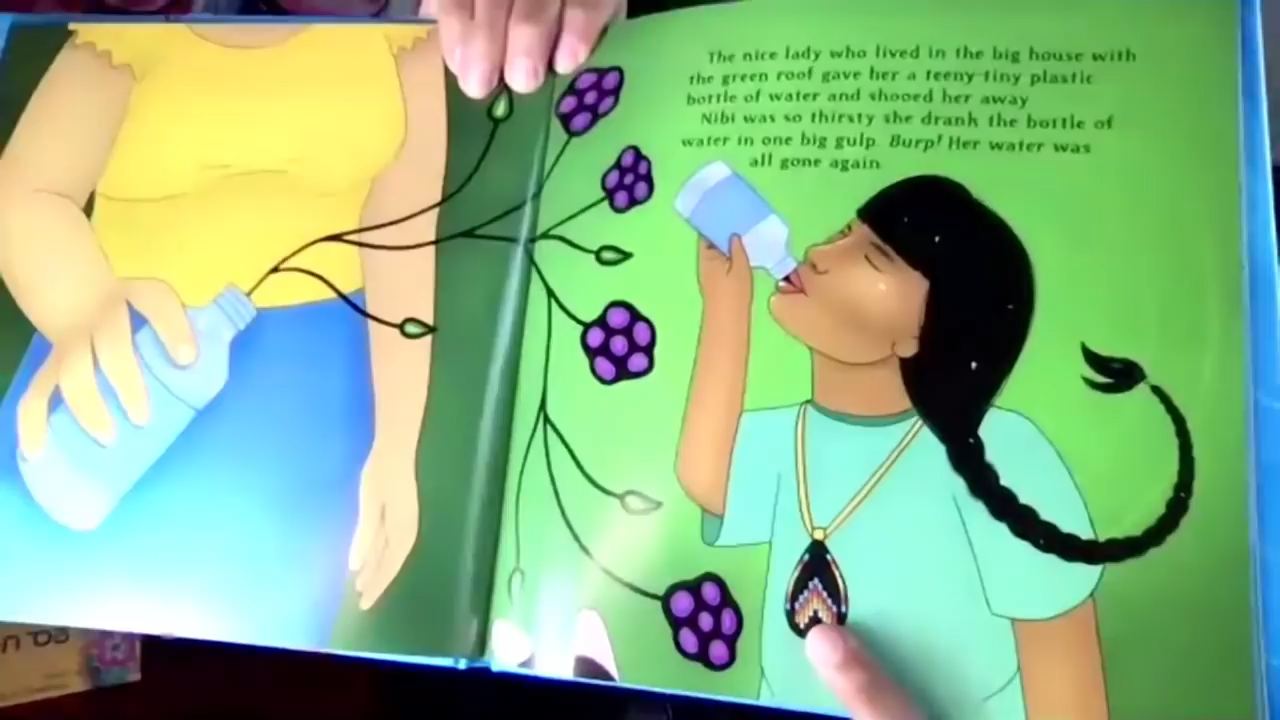 The nice lady who lived in the big house with
the green roof gave her a teeny-tiny plastic
bottle of water and shooed her away
Nibi was so thirsty she drank the bottle of
water in one big gulp. Burp! Her water was
all gone again.